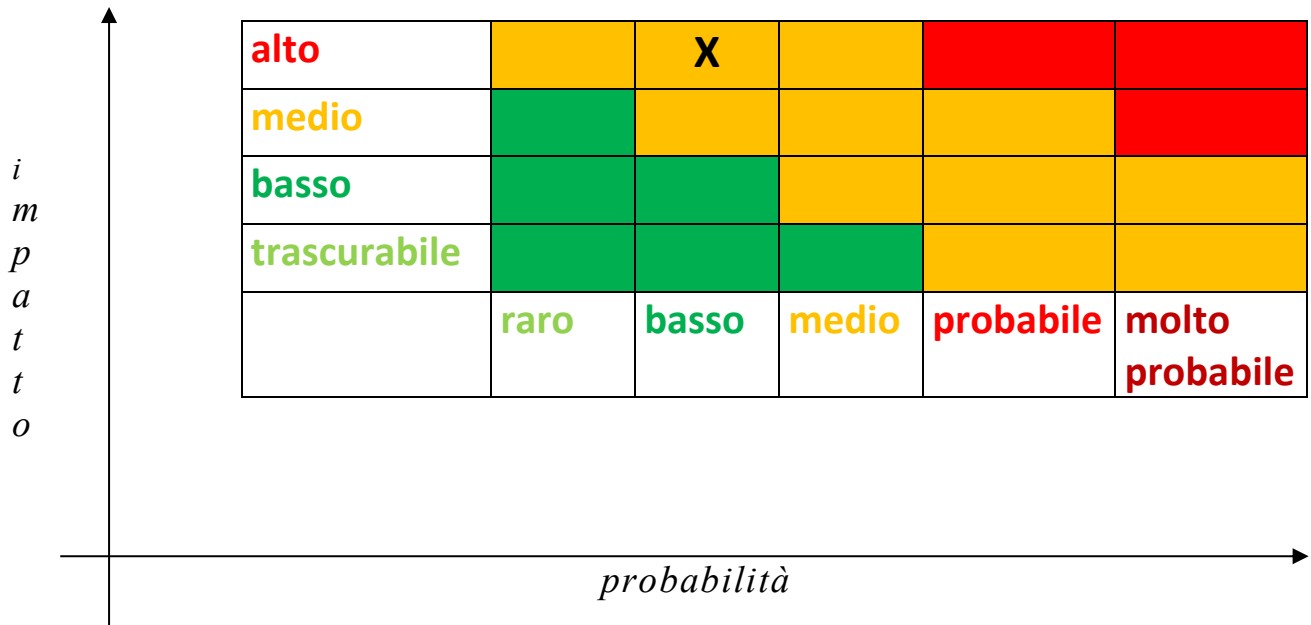 alto X
medio
basso
trascurabile
raro basso medio probabile molto
probabile
i
m
p
a
t
t
o
probabilità